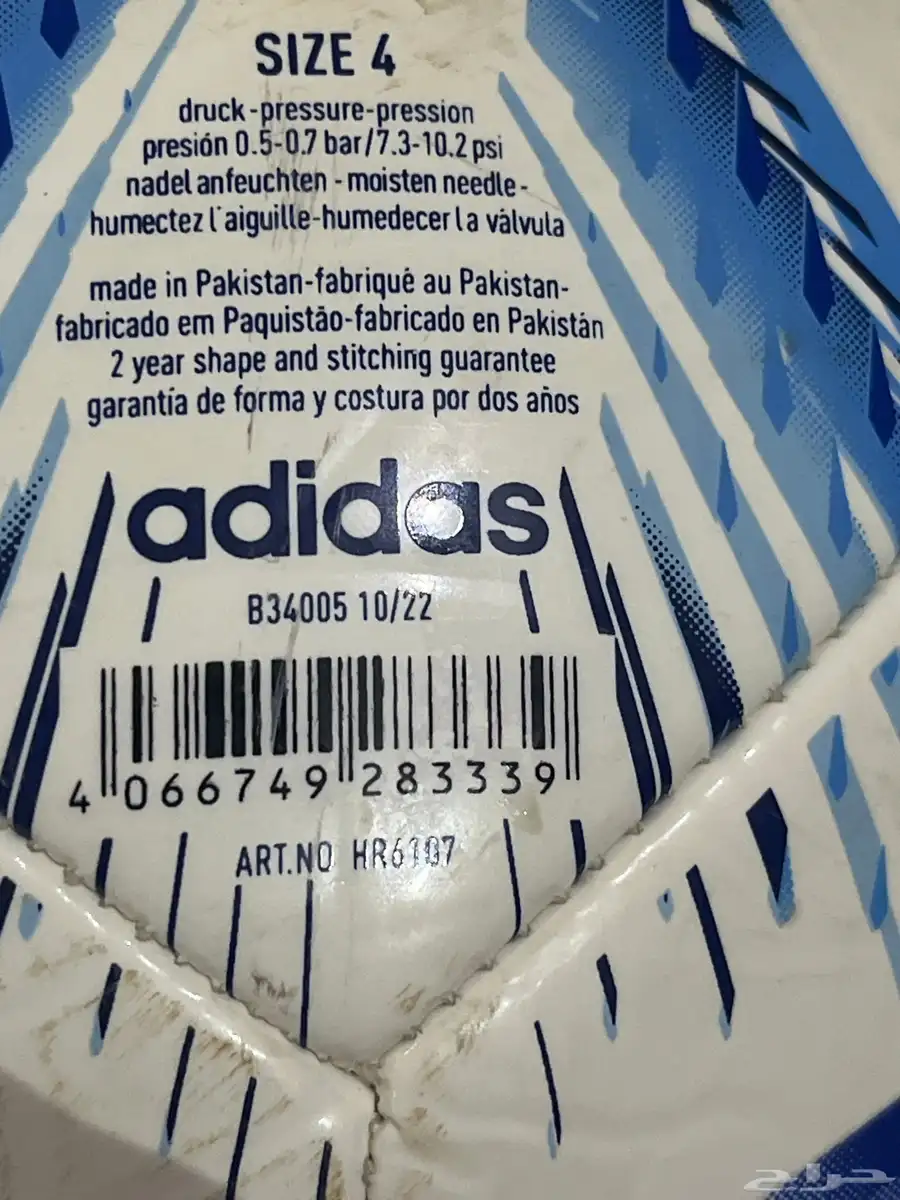 SIZE 4
druck-pressure-pression
presión 0.5-0.7 bar/7.3-10.2 psi
nadel anfeuchten - moisten needle-
humectez l'aiguille-humedecer la vâlvula
made in Pakistan-fabriqué au Pakistan-
fabricado em Paquistão-fabricado en Pakistán
2 year shape and stitching guarantee
garantía de forma y costura por dos años
adidas
B34005 10/22
4 066749 283339
ART.NO HR6107
حراج